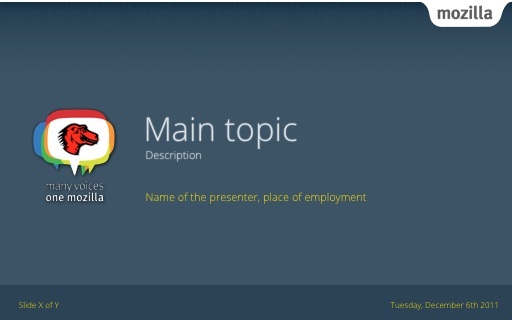 mozilla
Main topic
Description
many voices
one mozilla
Name of the presenter, place of employment
Slide X of Y
Tuesday, December 6th 2011